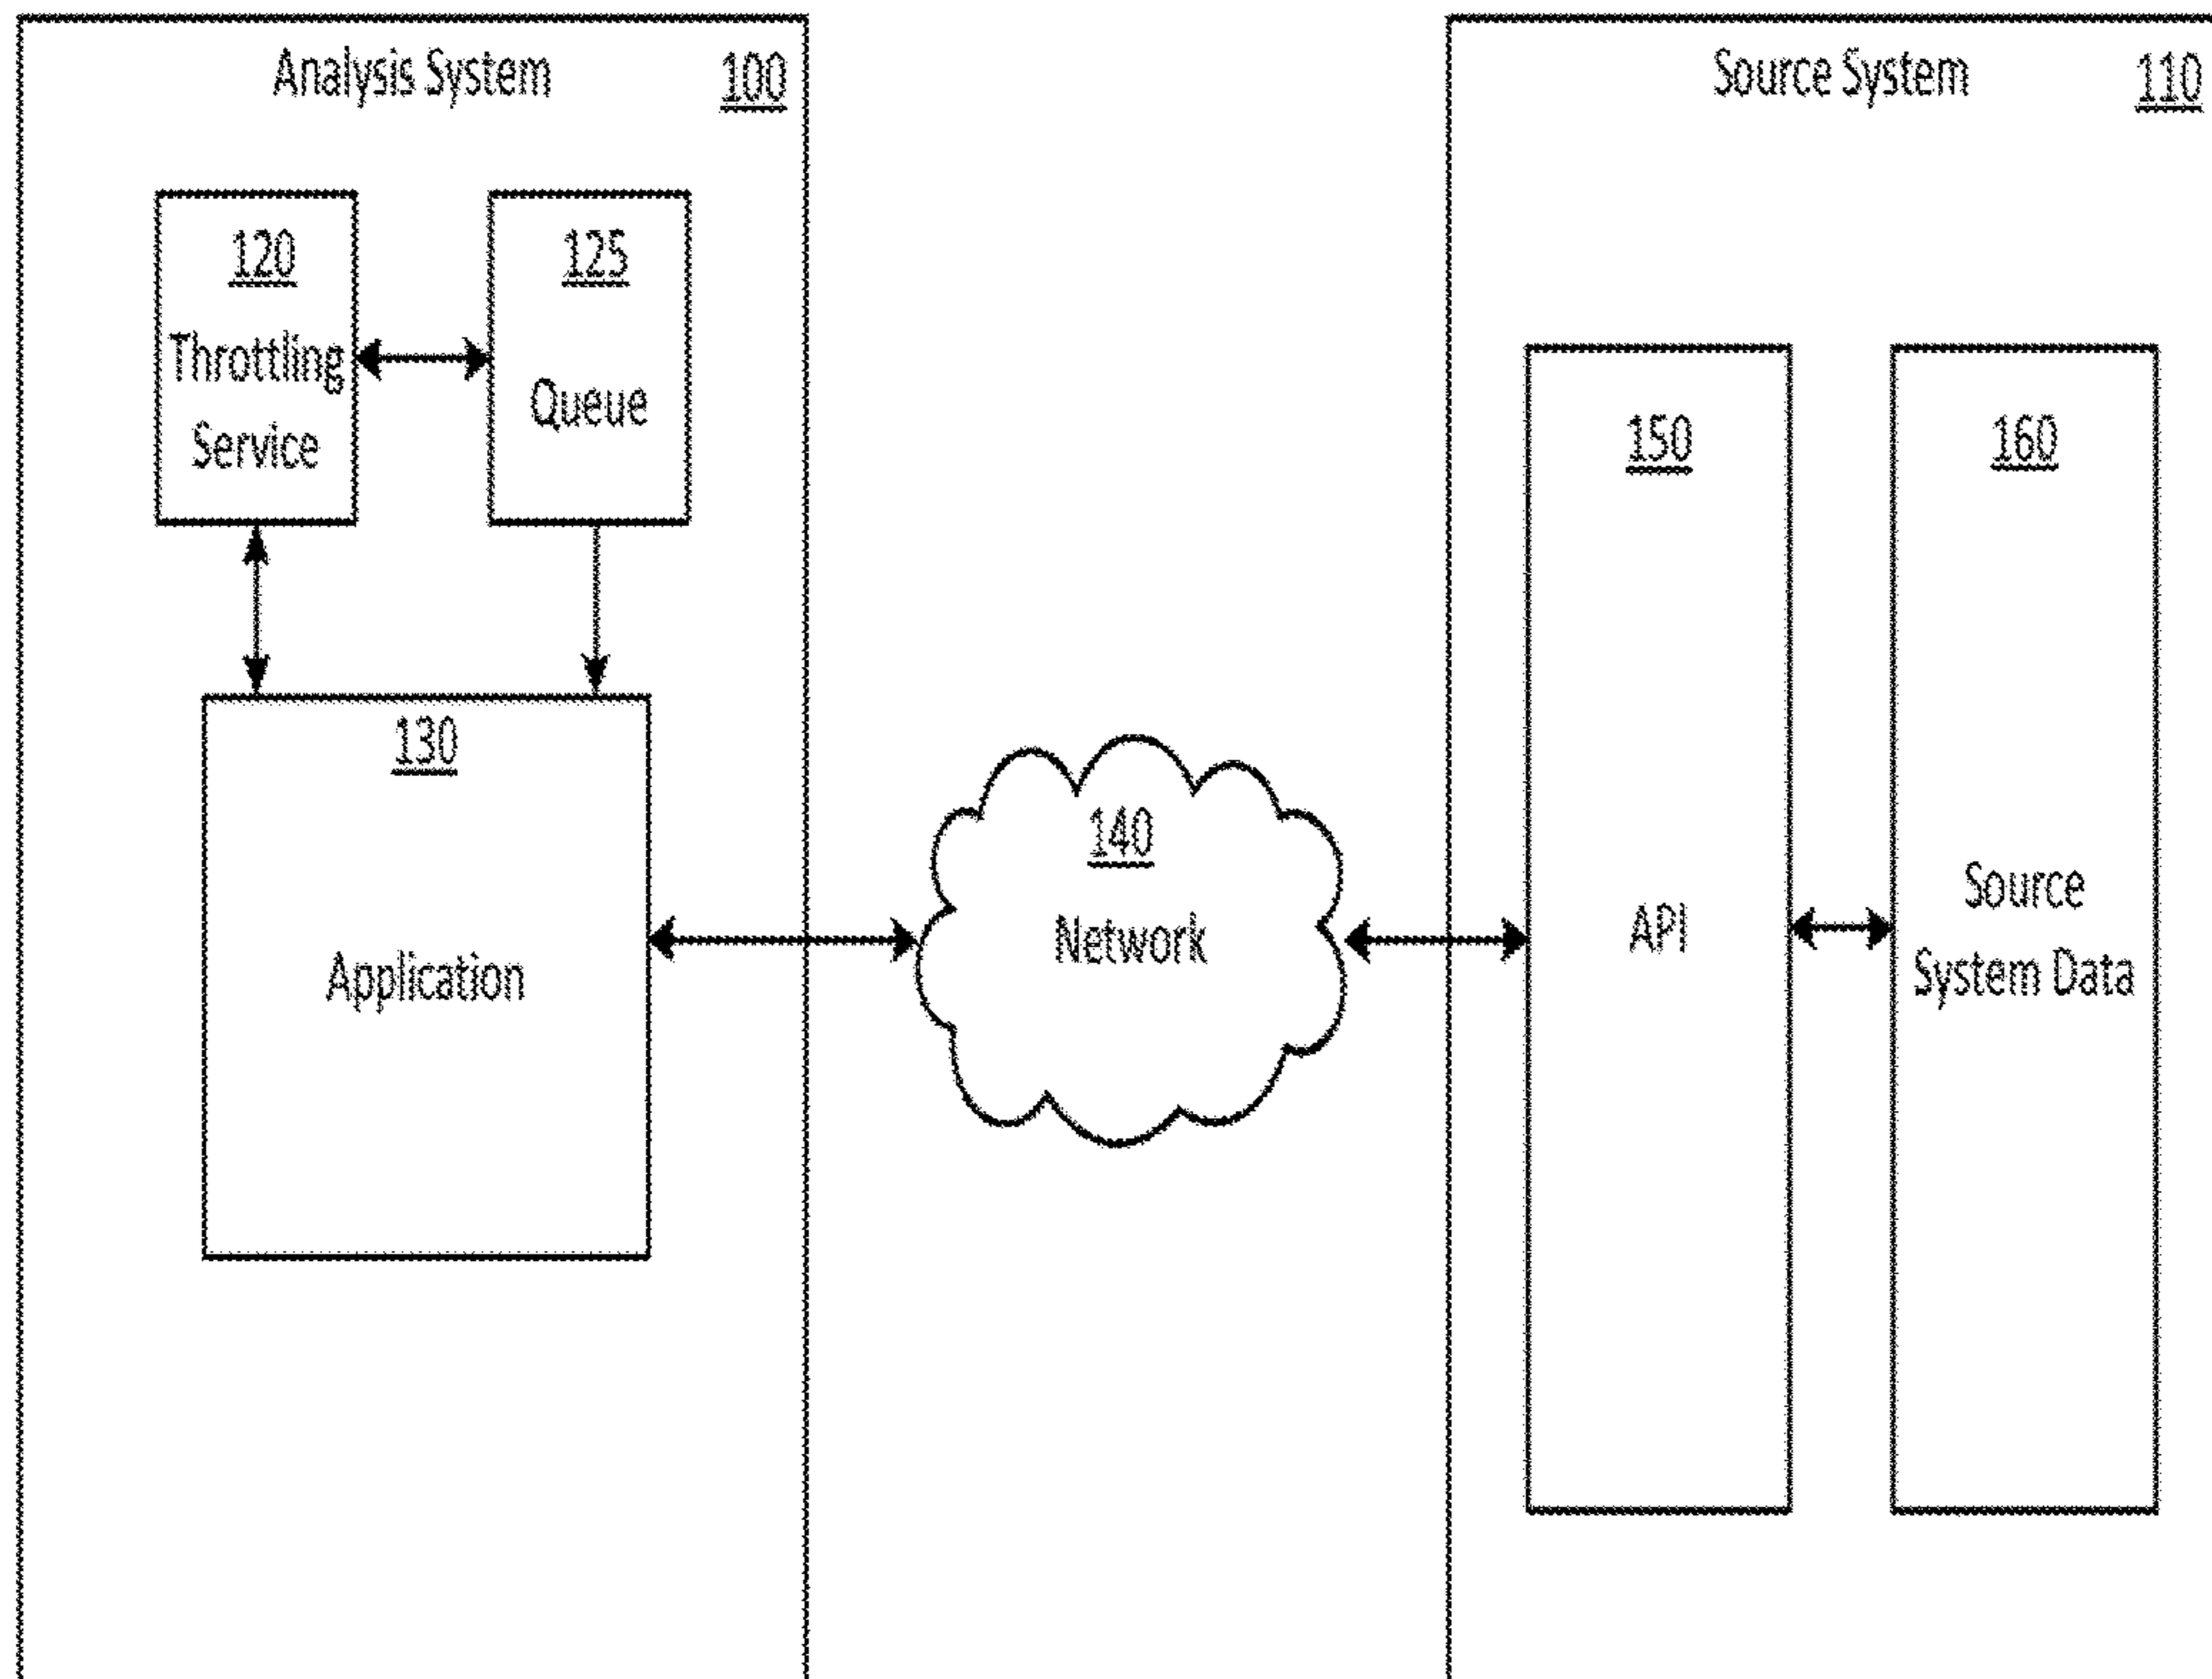 Analysis System
100
120
Throttling
Service
125
Queue
130
Application
140
Network
Source System
110
150
API
160
Source
System Data